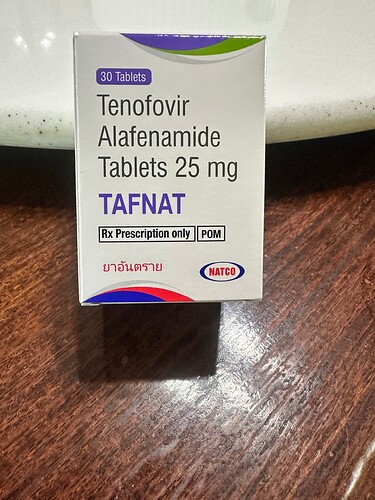 30 Tablets
Tenofovir
Alafenamide
Tablets 25 mg
TAFNAT
Rx Prescription only POM
ยาอันตราย
NATCO